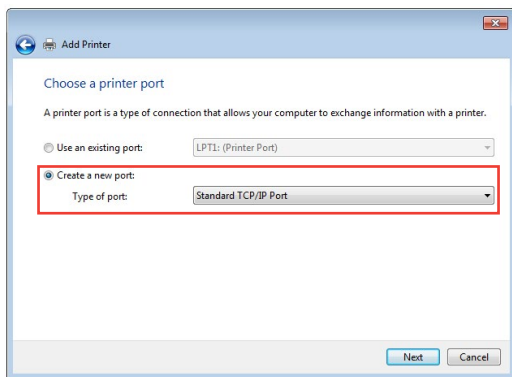 Add Printer
Choose a printer port
A printer port is a type of connection that allows your computer to exchange information with a printer.
Use an existing port: LPT1: (Printer Port)
Create a new port:
Type of port: Standard TCP/IP Port
Next Cancel